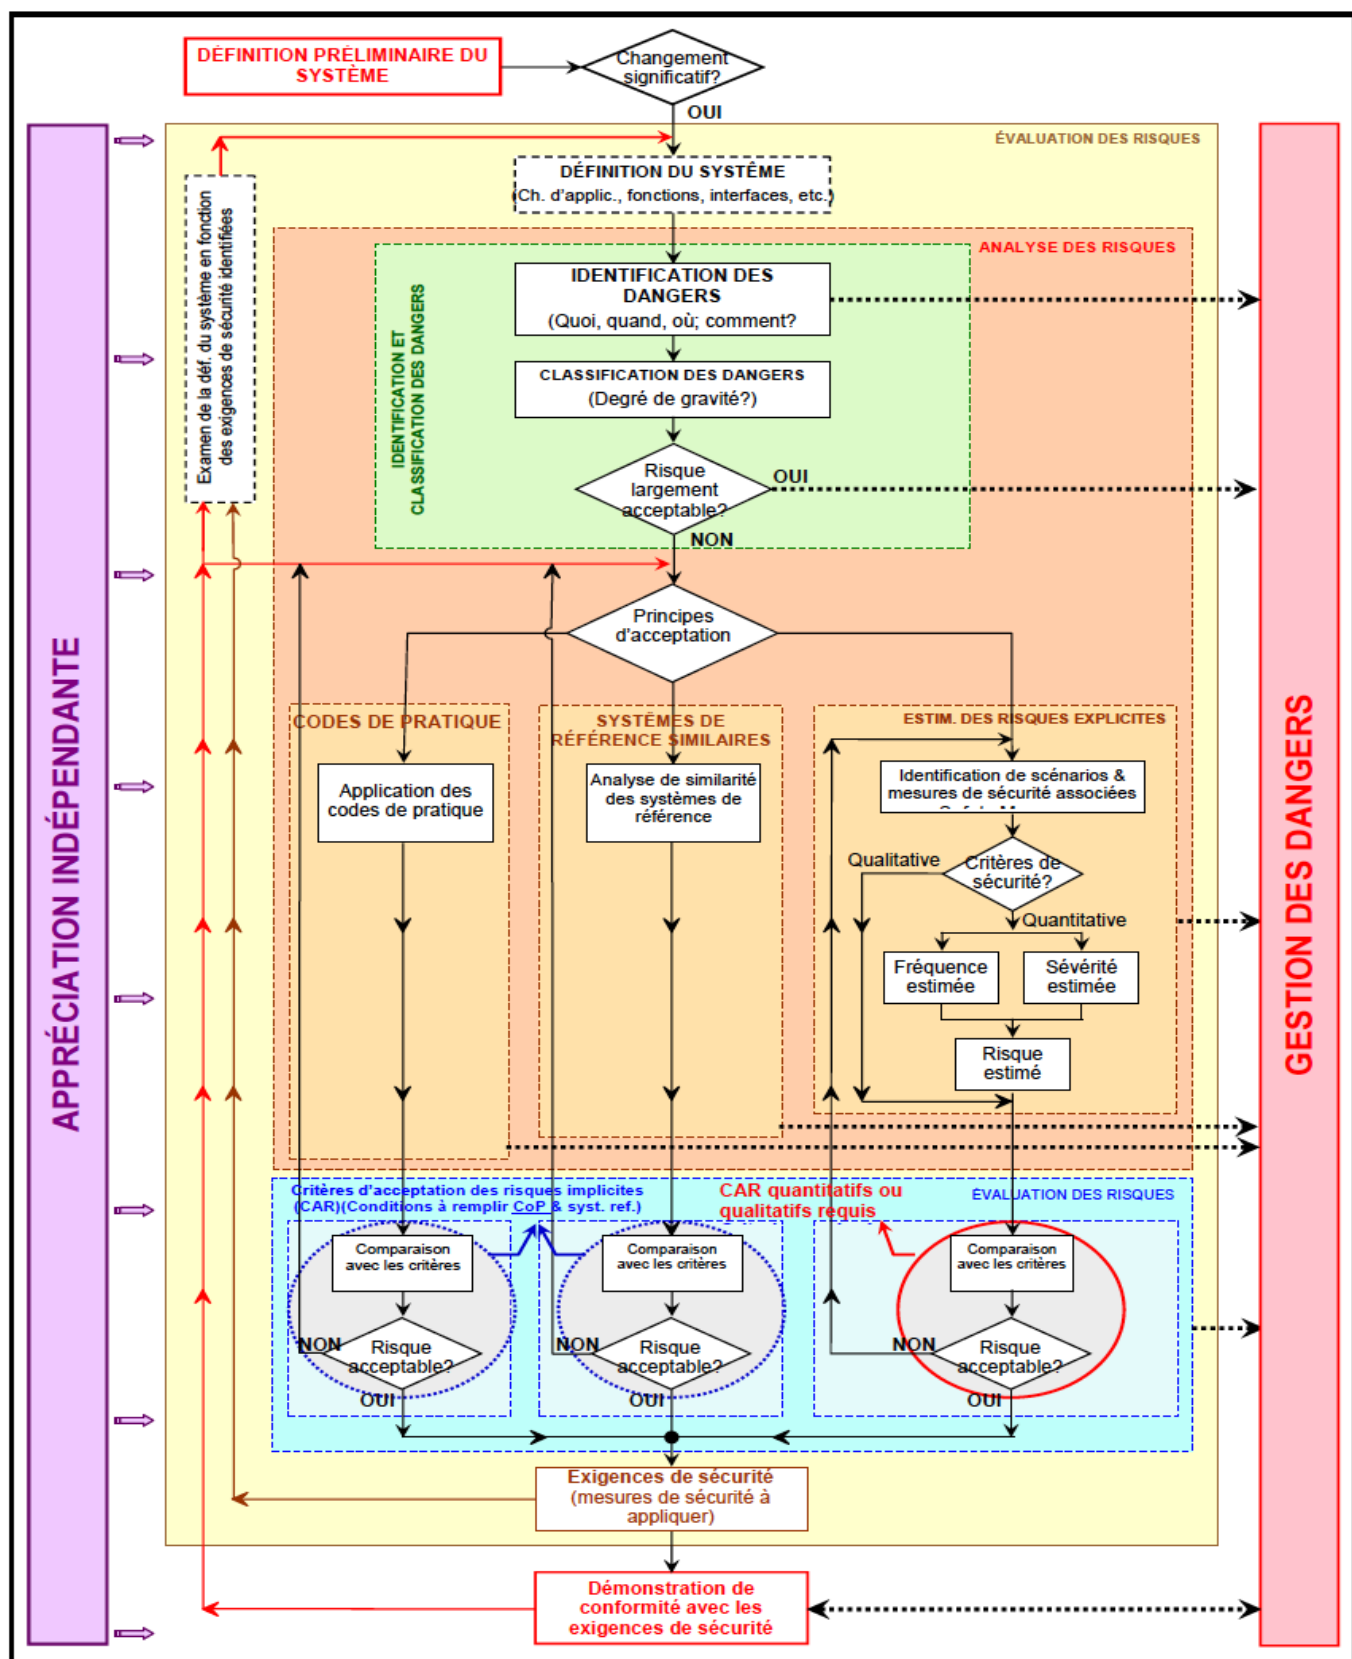 DÉFINITION PRÉLIMINAIRE DU
SYSTÈME
Changement
significatif?
OUI
ÉVALUATION DES RISQUES
DÉFINITION DU SYSTÊME
(Ch. d'applic., fonctions, interfaces, etc.)
Examen de la déf. du système en fonction
des exigences de sécurité identifiées
ANALYSE DES RISQUES
IDENTIFICATION ET
CLASSIFICATION DES DANGERS
IDENTIFICATION DES
DANGERS
(Quoi, quand, où; comment?
CLASSIFICATION DES DANGERS
(Degré de gravité?)
Risque
largement
acceptable?
OUI
NON
Principes
d'acceptation
APPRÉCIATION INDÉPENDANTE
GESTION DES DANGERS
CODES DE PRATIQUE
Application des
codes de pratique
SYSTÈMES DE
RÉFÉRENCE SIMILAIRES
Analyse de similarité
des systèmes de
référence
ESTIM. DES RISQUES EXPLICITES
Identification de scénarios &
mesures de sécurité associées
Qualitative
Critères de
sécurité?
Quantitative
Fréquence
estimée
Sévérité
estimée
Risque
estimé
Critères d'acceptation des risques implicites
(CAR)(Conditions à remplir CoP & syst. ref.)
CAR quantitatifs ou
qualitatifs requis
ÉVALUATION DES RISQUES
Comparaison
avec les critères
Comparaison
avec les critères
Comparaison
avec les critères
NON
Risque
acceptable?
OUI
NON
Risque
acceptable?
OUI
NON
Risque
acceptable?
OUI
Exigences de sécurité
(mesures de sécurité à
appliquer)
Démonstration de
conformité avec les
exigences de sécurité